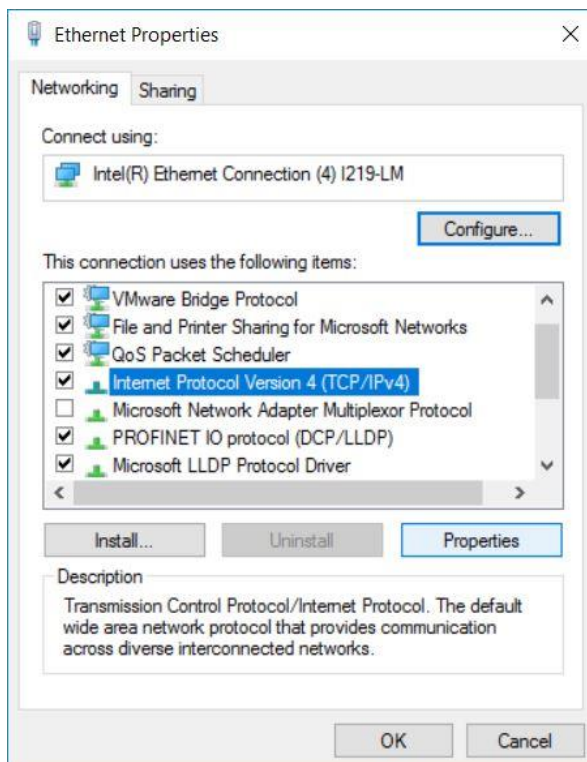 Ethernet Properties
Networking
Sharing
Connect using:
Intel(R) Ethernet Connection (4) I219-LM
Configure...
This connection uses the following items:
VMware Bridge Protocol
File and Printer Sharing for Microsoft Networks
QoS Packet Scheduler
Internet Protocol Version 4 (TCP/IPv4)
Microsoft Network Adapter Multiplexor Protocol
PROFINET IO protocol (DCP/LLDP)
Microsoft LLDP Protocol Driver
Install...
Uninstall
Properties
Description
Transmission Control Protocol/Internet Protocol. The default
wide area network protocol that provides communication
across diverse interconnected networks.
OK
Cancel